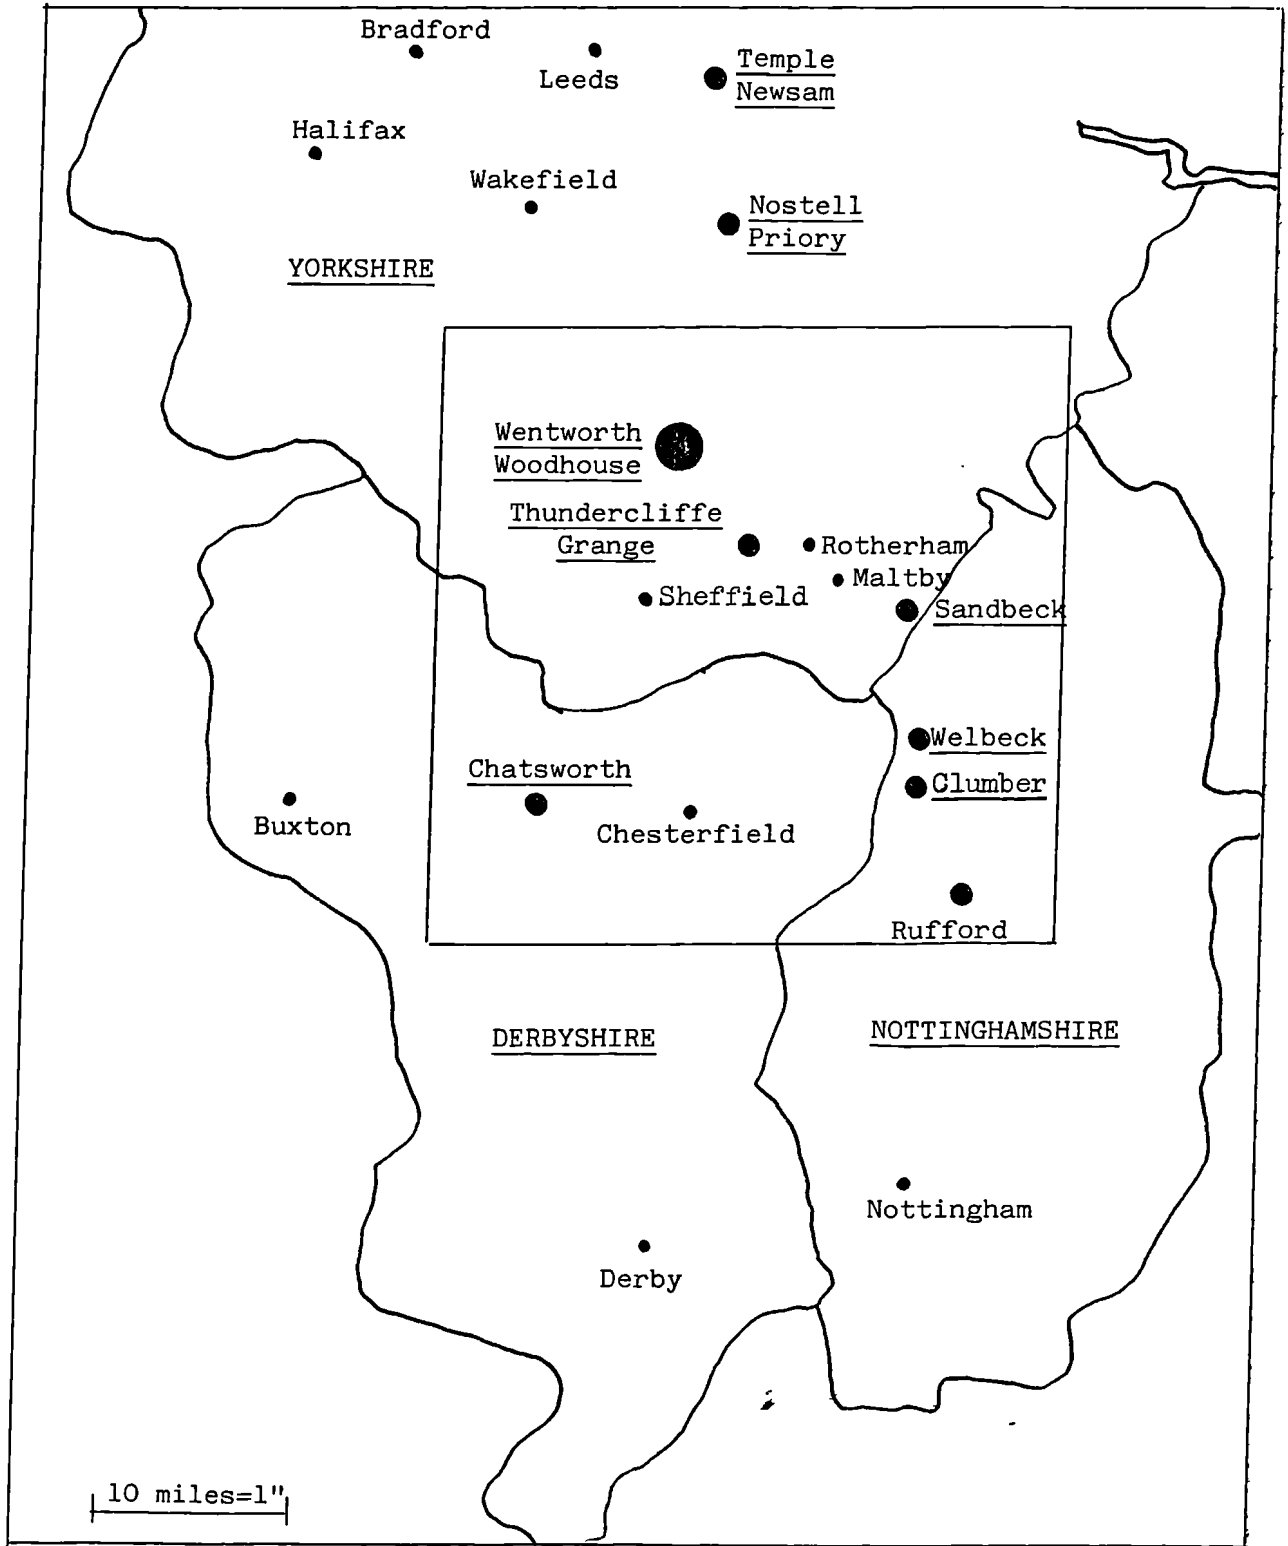 Bradford
Leeds
Temple
Newsam
Halifax
Wakefield
Nostell
Priory
YORKSHIRE
Wentworth
Woodhouse
Thundercliffe
Grange
Rotherham
Maltby
Sheffield
Sandbeck
Welbeck
Chatsworth
Clumber
Buxton
Chesterfield
Rufford
DERBYSHIRE
NOTTINGHAMSHIRE
Nottingham
Derby
10 miles=1"